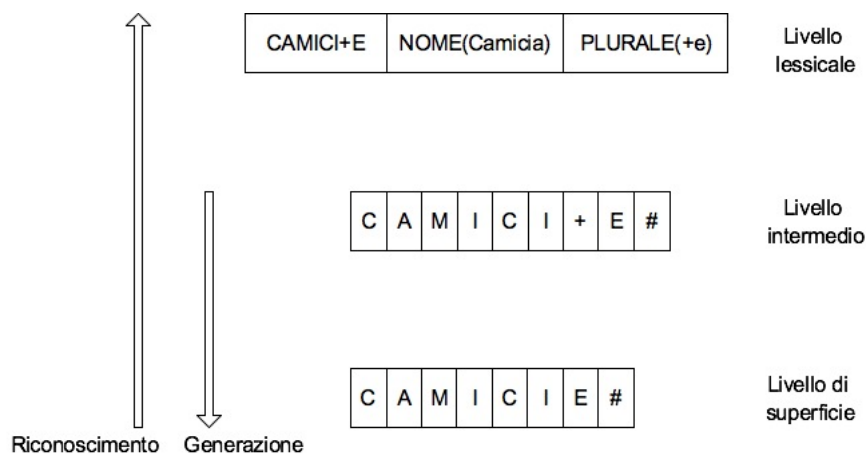 CAMICI+E NOME(Camicia) PLURALE(+e)
Livello
lessicale
C A M I C I + E #
Livello
intermedio
C A M I C I E #
Livello di
superficie
Riconoscimento Generazione